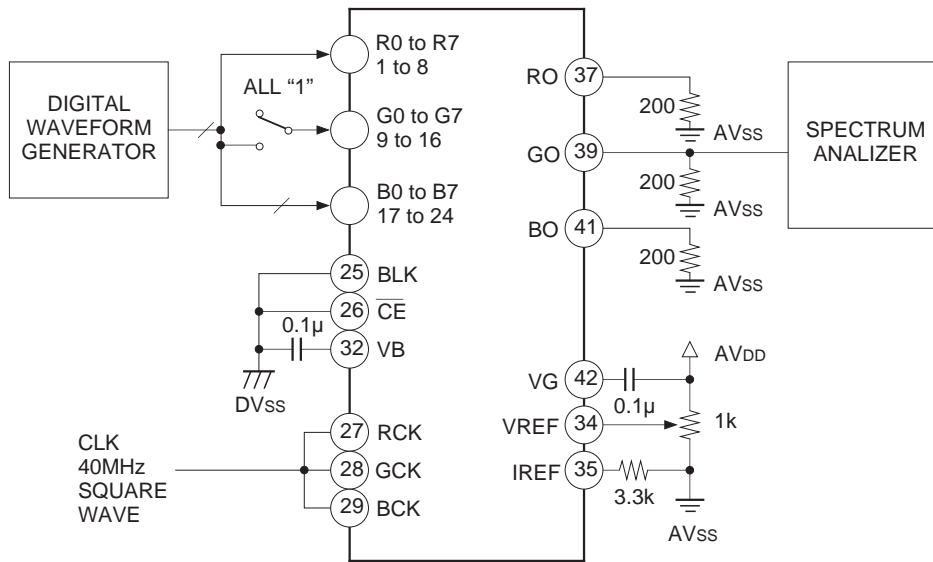 DIGITAL
WAVEFORM
GENERATOR
ALL “1”
R0 to R7
1 to 8
G0 to G7
9 to 16
B0 to B7
17 to 24
25
BLK
26
CE
0.1µ
32
VB
DVSS
CLK
40MHz
SQUARE
WAVE
27
RCK
28
GCK
29
BCK
RO
37
200
AVSS
GO
39
200
AVSS
BO
41
200
AVSS
SPECTRUM
ANALIZER
AVDD
VG
42
0.1µ
1k
VREF
34
IREF
35
3.3k
AVSS